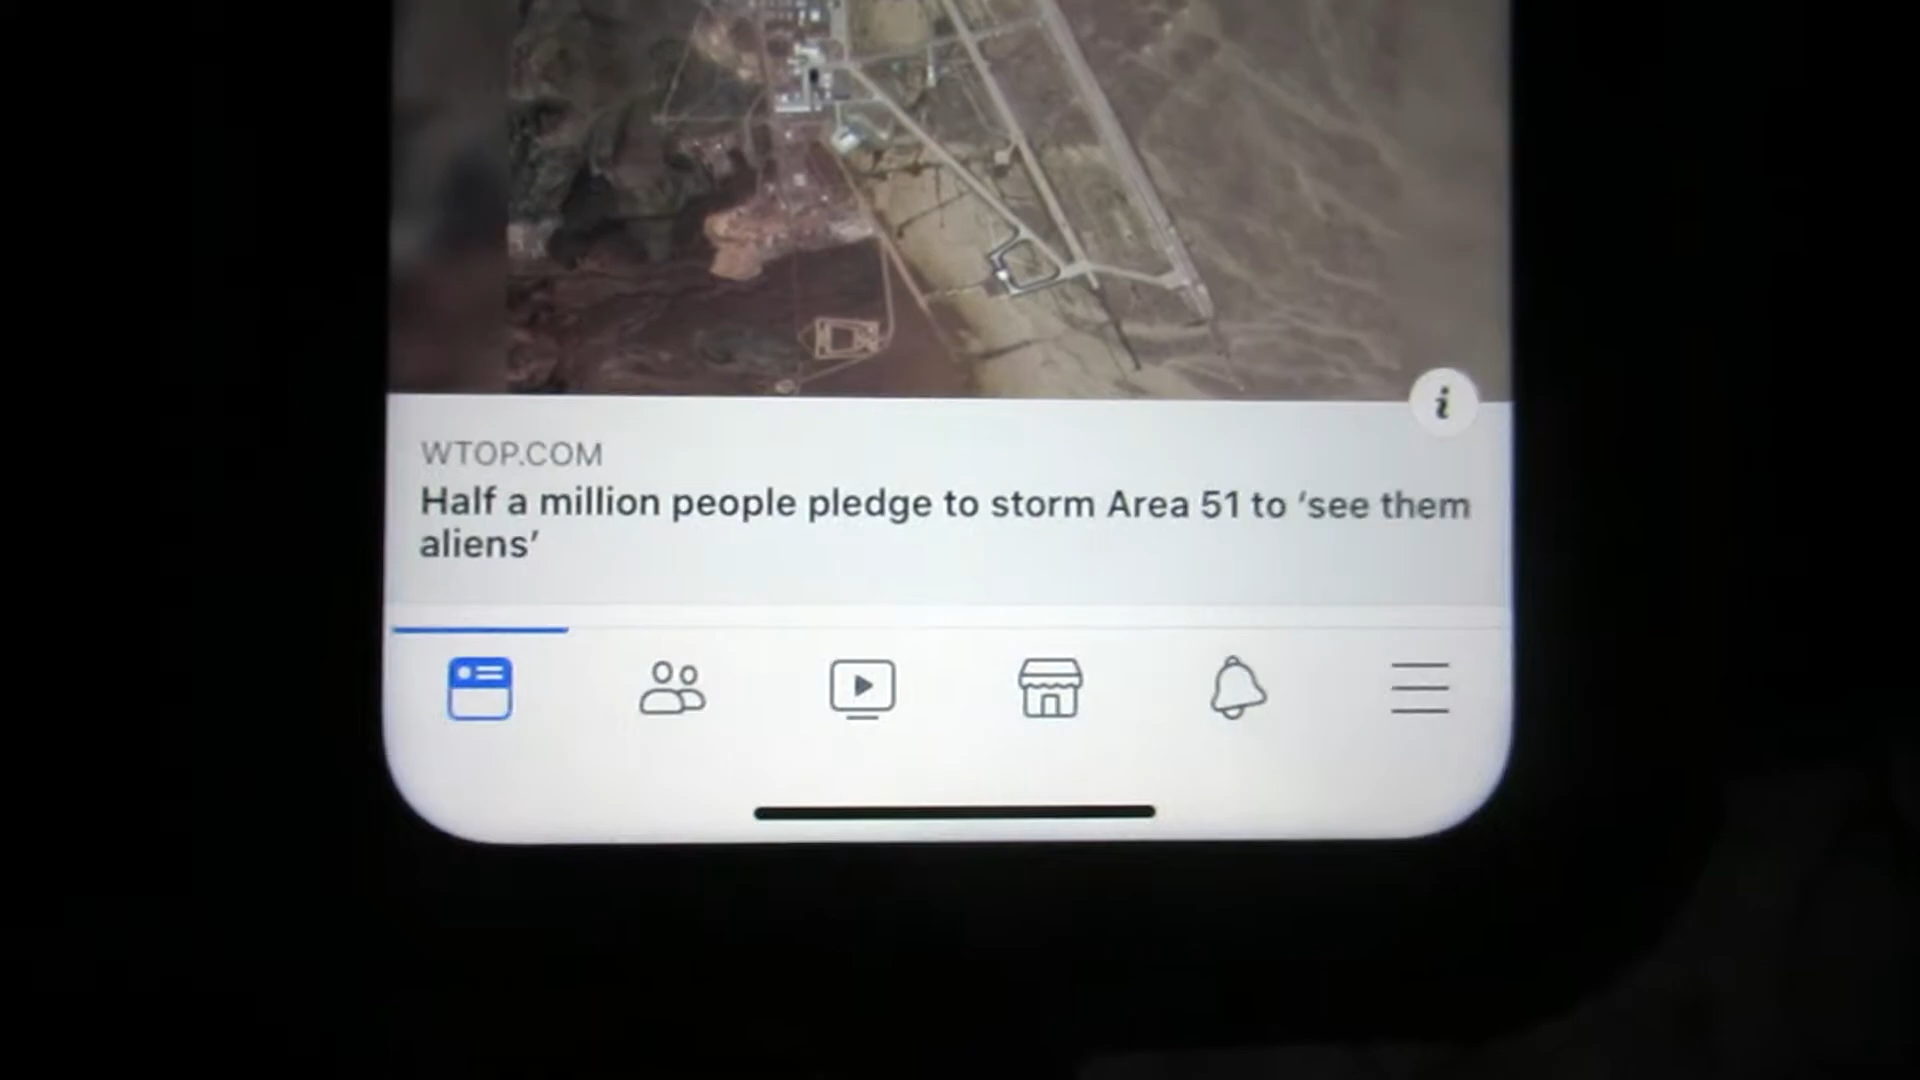 WTOP.COM
Half a million people pledge to storm Area 51 to ‘see them
aliens’